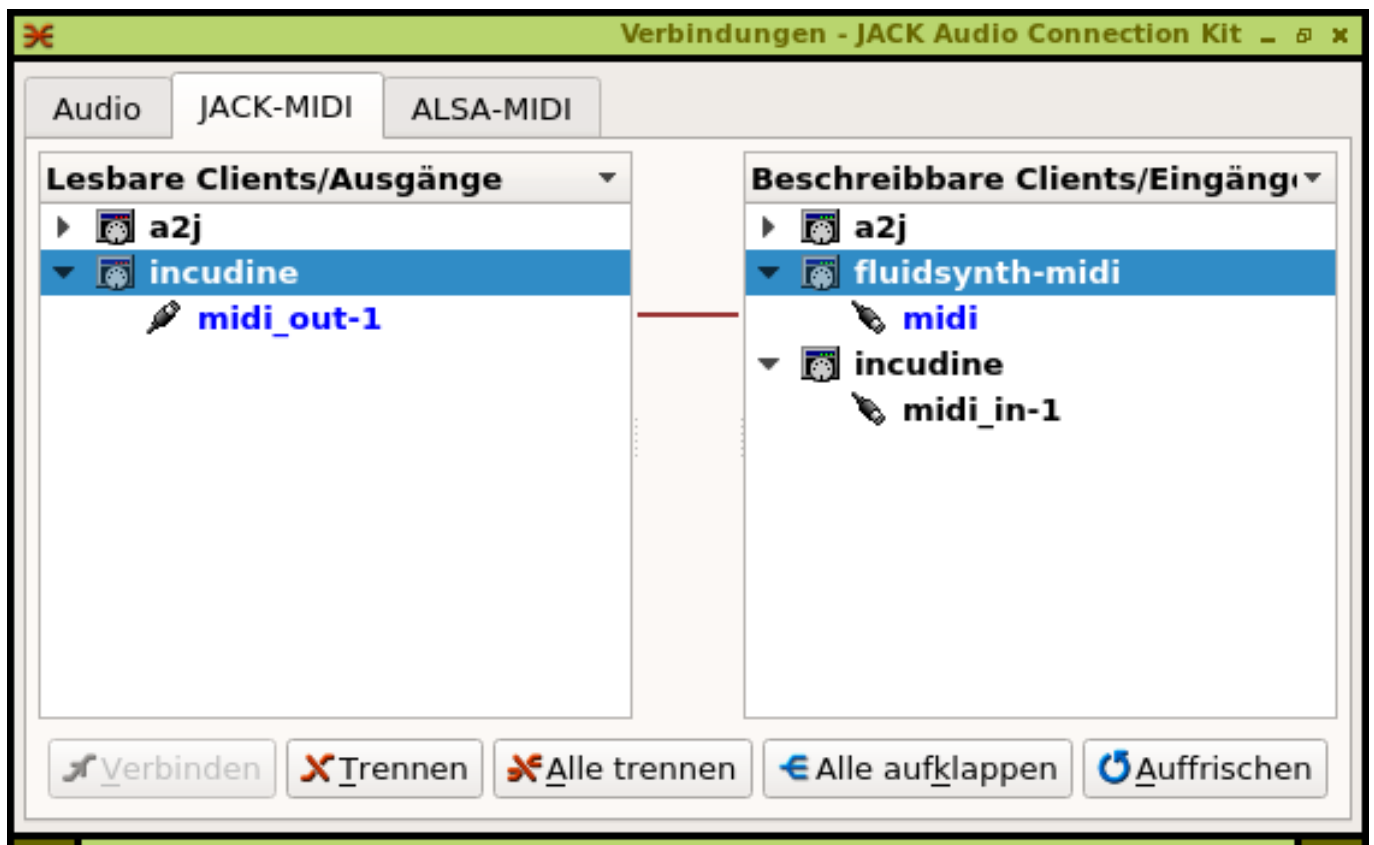 Verbindungen - JACK Audio Connection Kit
Audio JACK-MIDI ALSA-MIDI
Lesbare Clients/Ausgänge
a2j
incudine
midi_out-1
Beschreibbare Clients/Eingäng
a2j
fluidsynth-midi
midi
incudine
midi_in-1
Verbinden Trennen Alle trennen Alle aufklappen Auffrischen